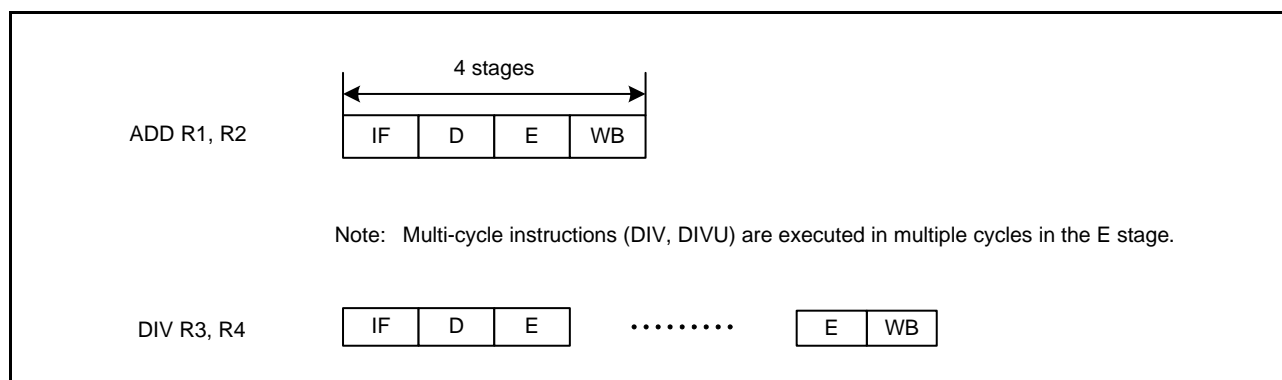 4 stages
ADD R1, R2 IF D E WB
Note: Multi-cycle instructions (DIV, DIVU) are executed in multiple cycles in the E stage.
DIV R3, R4 IF D E ········· E WB